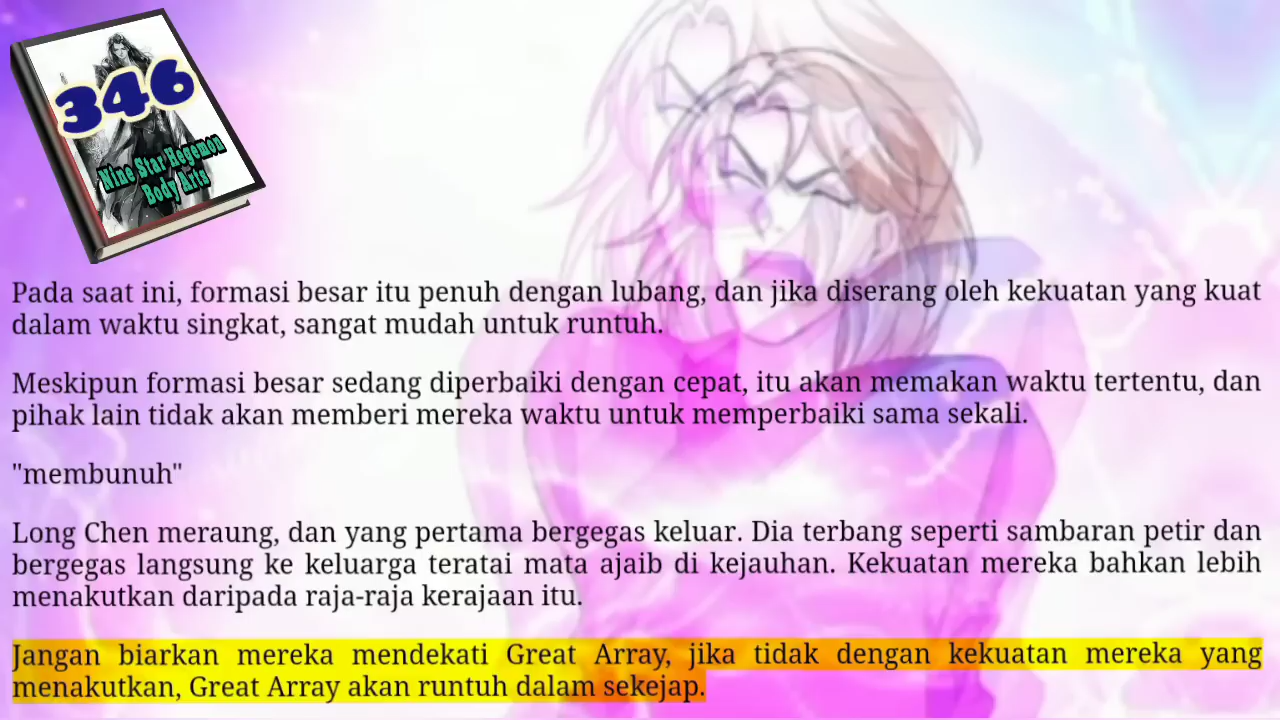 346
Nine Star Hegemon
Body Arts
Pada saat ini, formasi besar itu penuh dengan lubang, dan jika diserang oleh kekuatan yang kuat
dalam waktu singkat, sangat mudah untuk runtuh.
Meskipun formasi besar sedang diperbaiki dengan cepat, itu akan memakan waktu tertentu, dan
pihak lain tidak akan memberi mereka waktu untuk memperbaiki sama sekali.
"membunuh"
Long Chen meraung, dan yang pertama bergegas keluar. Dia terbang seperti sambaran petir dan
bergegas langsung ke keluarga teratai mata ajaib di kejauhan. Kekuatan mereka bahkan lebih
menakutkan daripada raja-raja kerajaan itu.
Jangan biarkan mereka mendekati Great Array, jika tidak dengan kekuatan mereka yang
menakutkan, Great Array akan runtuh dalam sekejap.